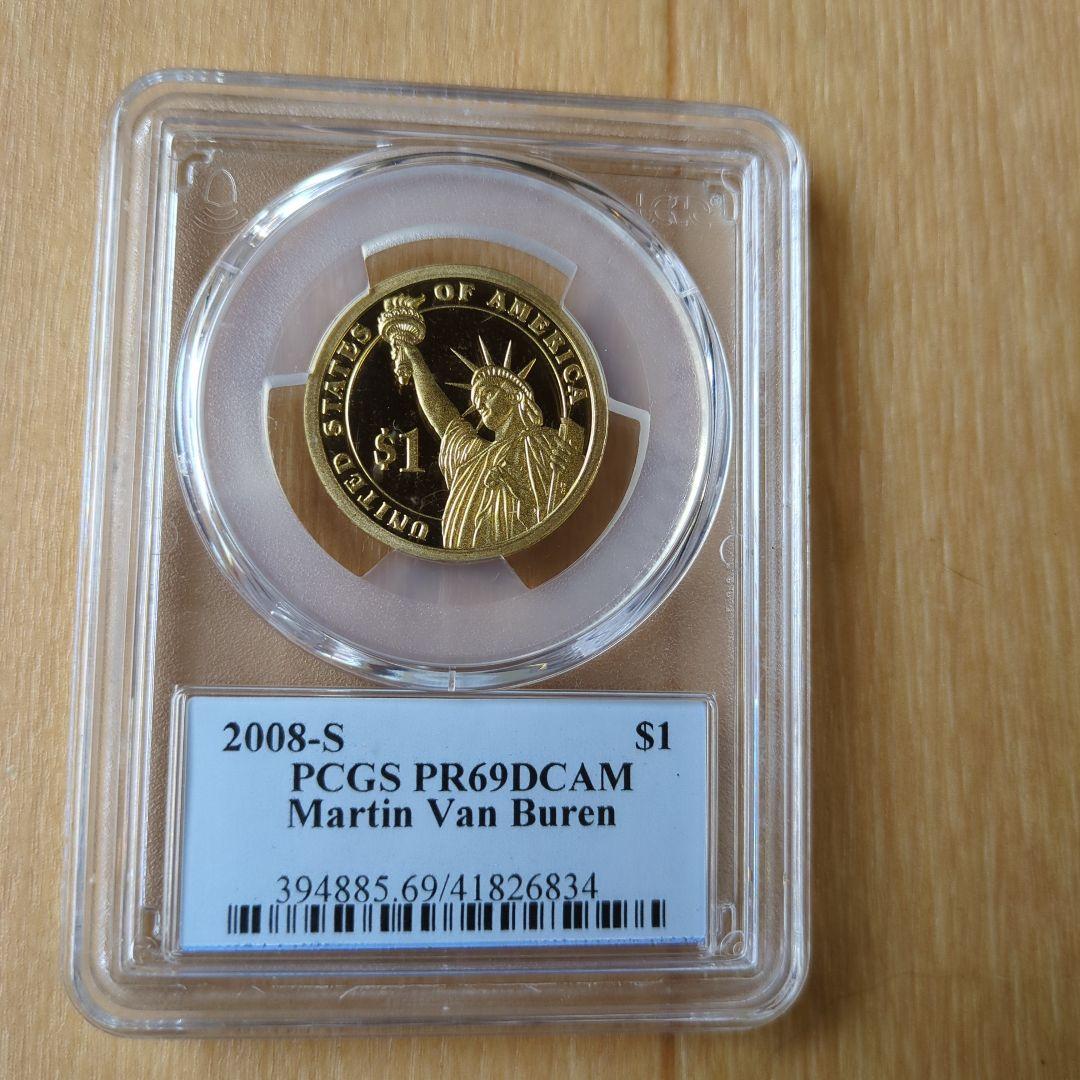 UNITED STATES OF AMERICA
$1
2008-S $1
PCGS PR69DCAM
Martin Van Buren
394885.69/41826834